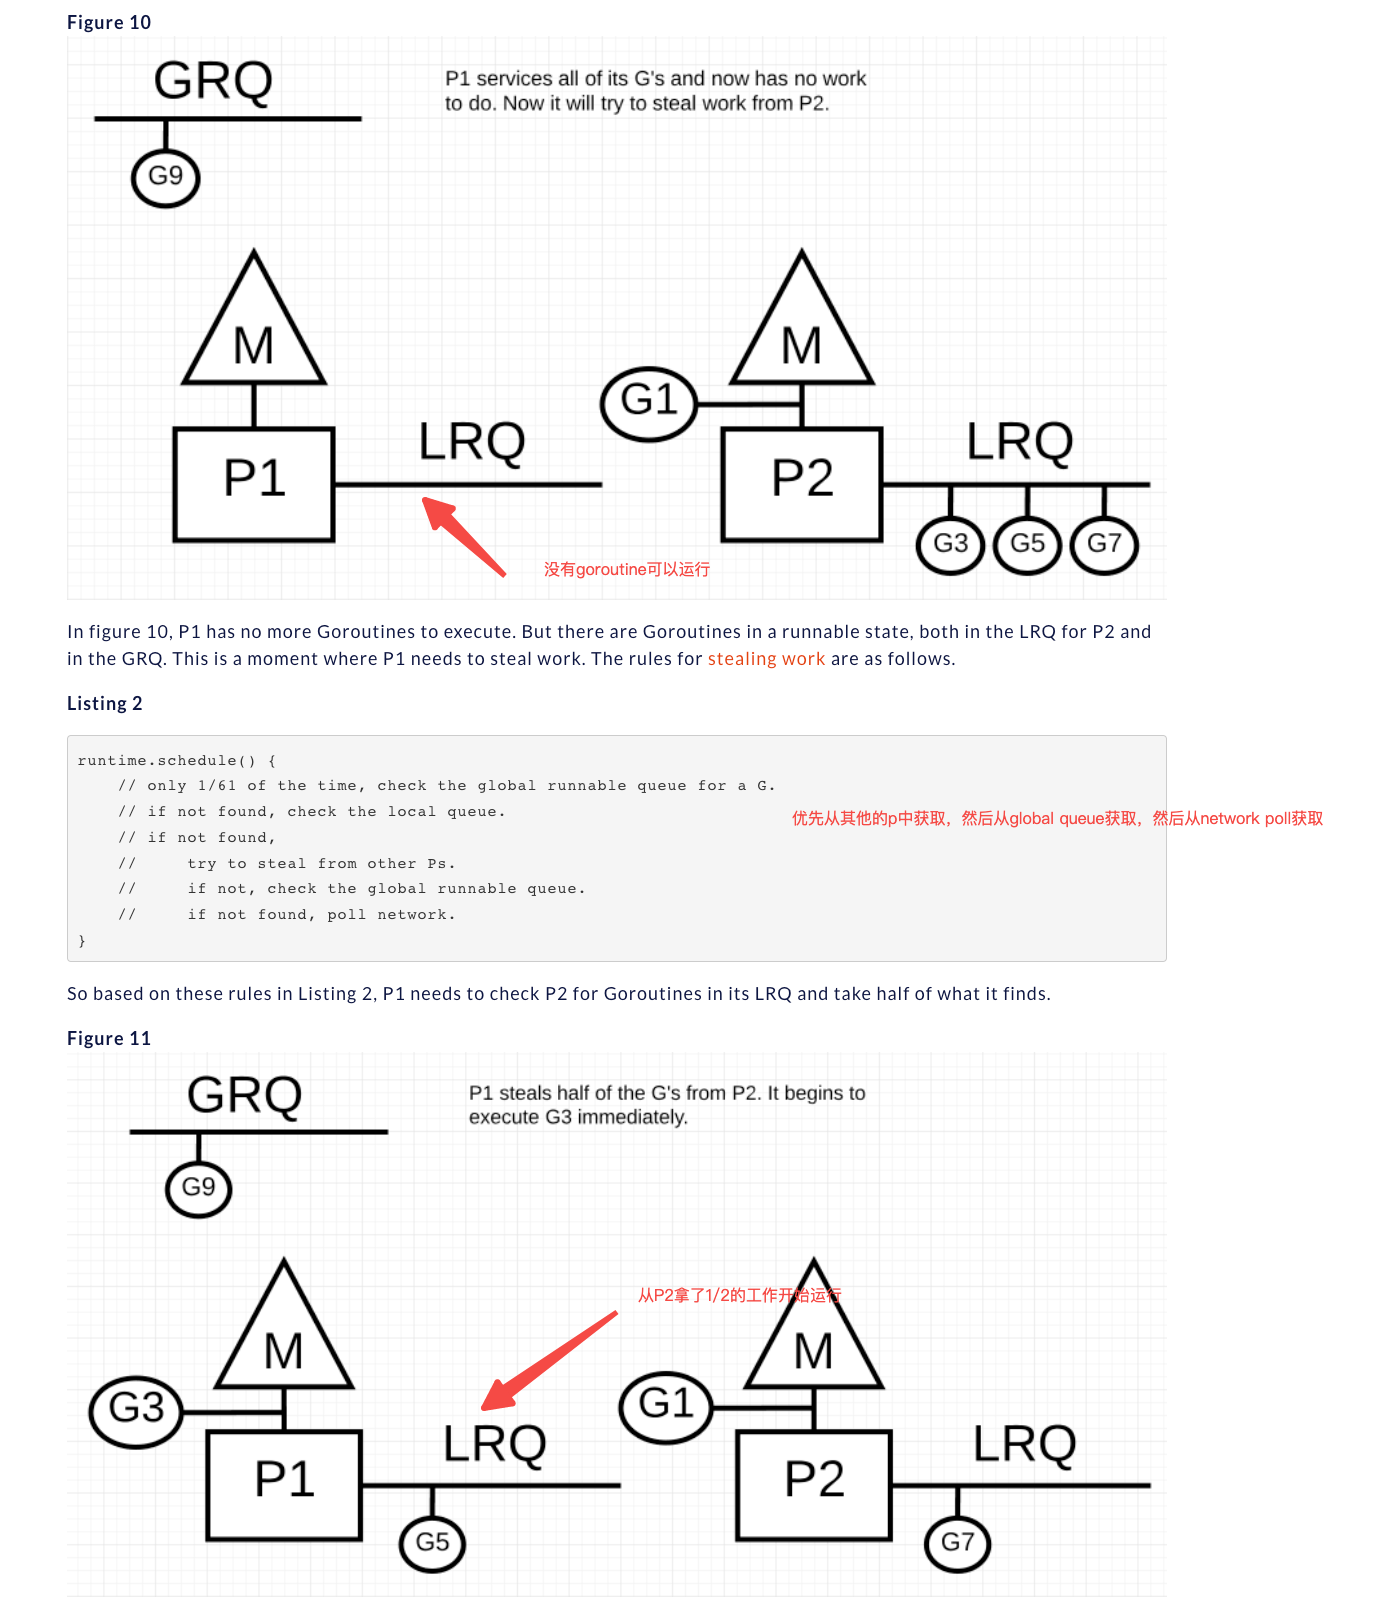 Figure 10
GRQ
P1 services all of its G's and now has no work
to do. Now it will try to steal work from P2.
G9
M
M
G1
LRQ
LRQ
P1
P2
G3
G5
G7
没有goroutine可以运行
In figure 10, P1 has no more Goroutines to execute. But there are Goroutines in a runnable state, both in the LRQ for P2 and
in the GRQ. This is a moment where P1 needs to steal work. The rules for stealing work are as follows.
Listing 2
runtime.schedule() {
    // only 1/61 of the time, check the global runnable queue for a G.
    // if not found, check the local queue.
优先从其他的p中获取，然后从global queue获取，然后从network poll获取
    // if not found,
    //     try to steal from other Ps.
    //     if not, check the global runnable queue.
    //     if not found, poll network.
}
So based on these rules in Listing 2, P1 needs to check P2 for Goroutines in its LRQ and take half of what it finds.
Figure 11
GRQ
P1 steals half of the G's from P2. It begins to
execute G3 immediately.
G9
从P2拿了1/2的工作开始运行
M
M
G3
G1
LRQ
LRQ
P1
P2
G5
G7